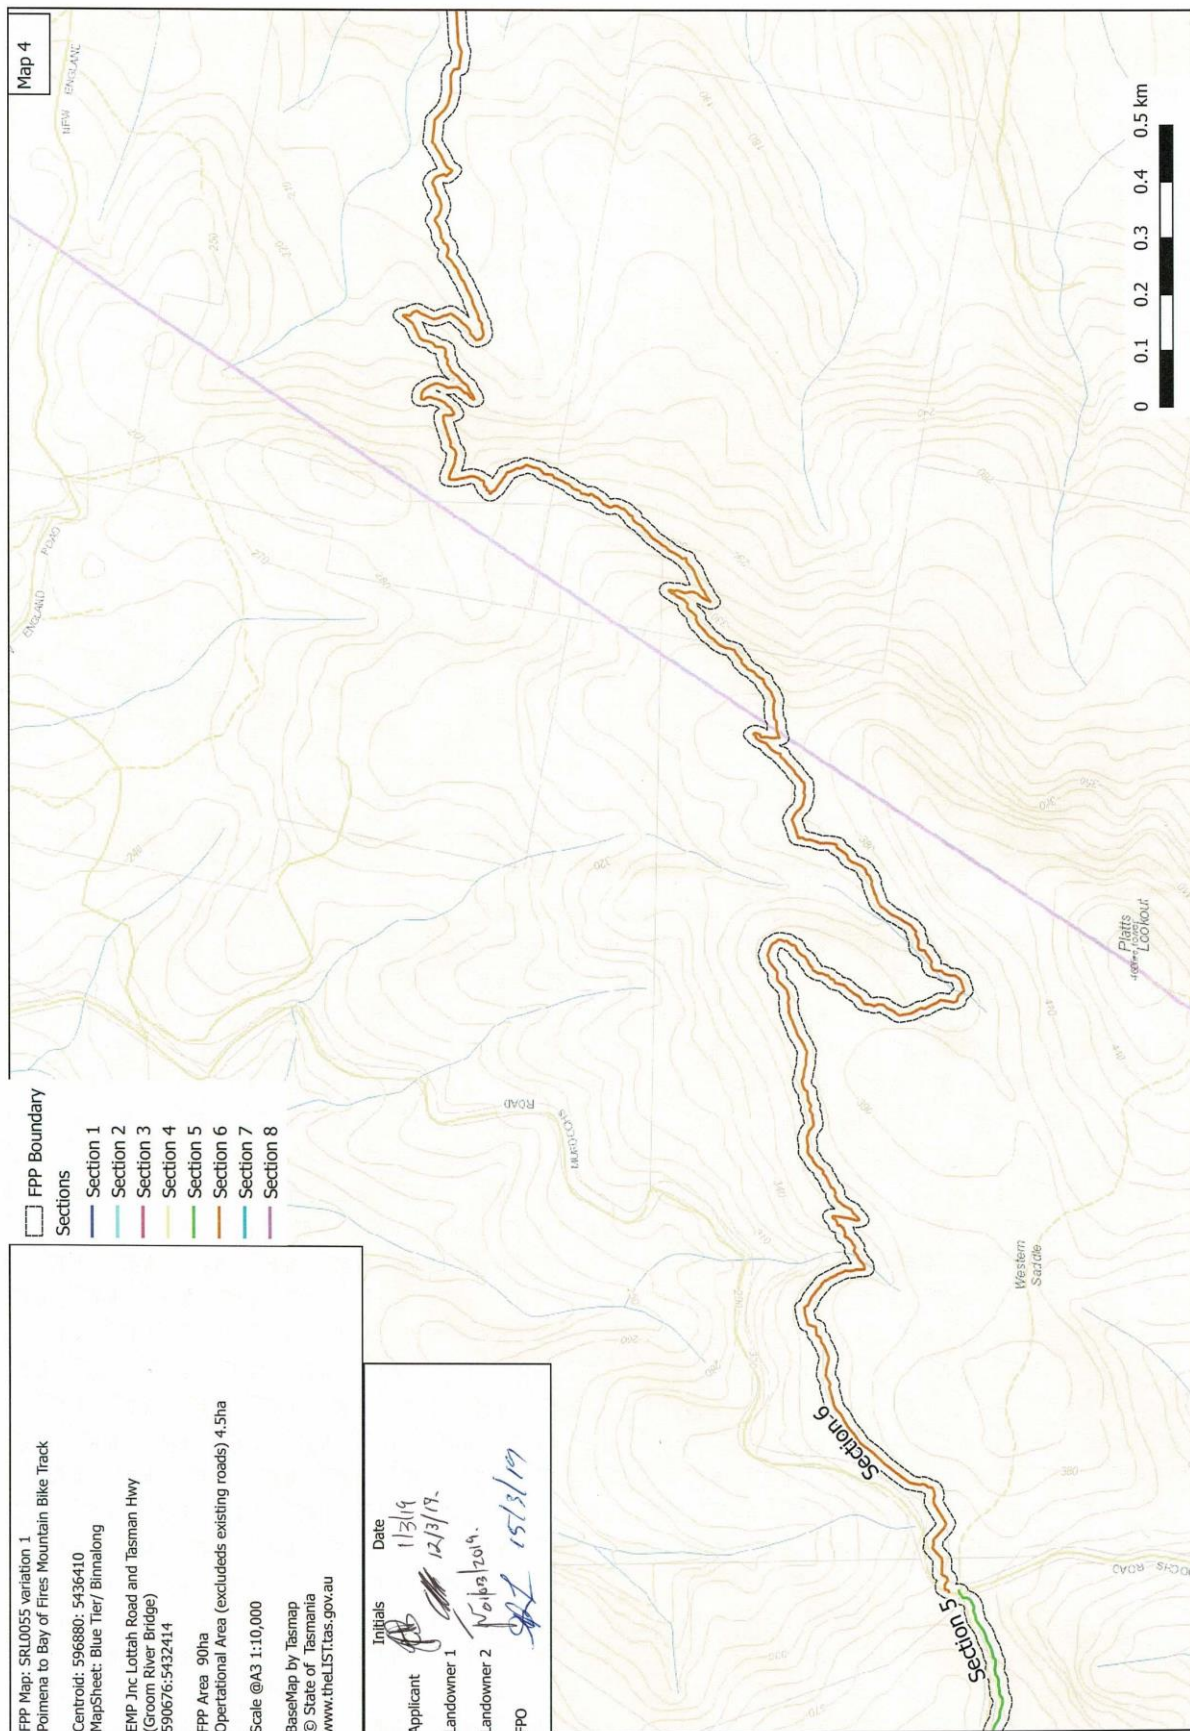 Map 4
FPP Map: SRL0055 variation 1
Poimena to Bay of Fires Mountain Bike Track
Centroid: 596880: 5436410
MapSheet: Blue Tier/ Binnalong
EMP Jnc Lottah Road and Tasman Hwy
(Groom River Bridge)
590676:5432414
FPP Area 90ha
Opertational Area (excludeds existing roads) 4.5ha
Scale @A3 1:10,000
BaseMap by Tasmap
© State of Tasmania
www.theLIST.tas.gov.au
Initials Date
Applicant 1/3/19
Landowner 1 12/3/19.
Landowner 2
FPO 15/3/19
FPP Boundary
Sections
Section 1
Section 2
Section 3
Section 4
Section 5
Section 6
Section 7
Section 8
NEW ENGLAND
ENGLAND ROAD
MURDOCHS ROAD
Section 6
Section 5
Western
Saddle
Platts
Lookout
OCHS ROAD
0 0.1 0.2 0.3 0.4 0.5 km